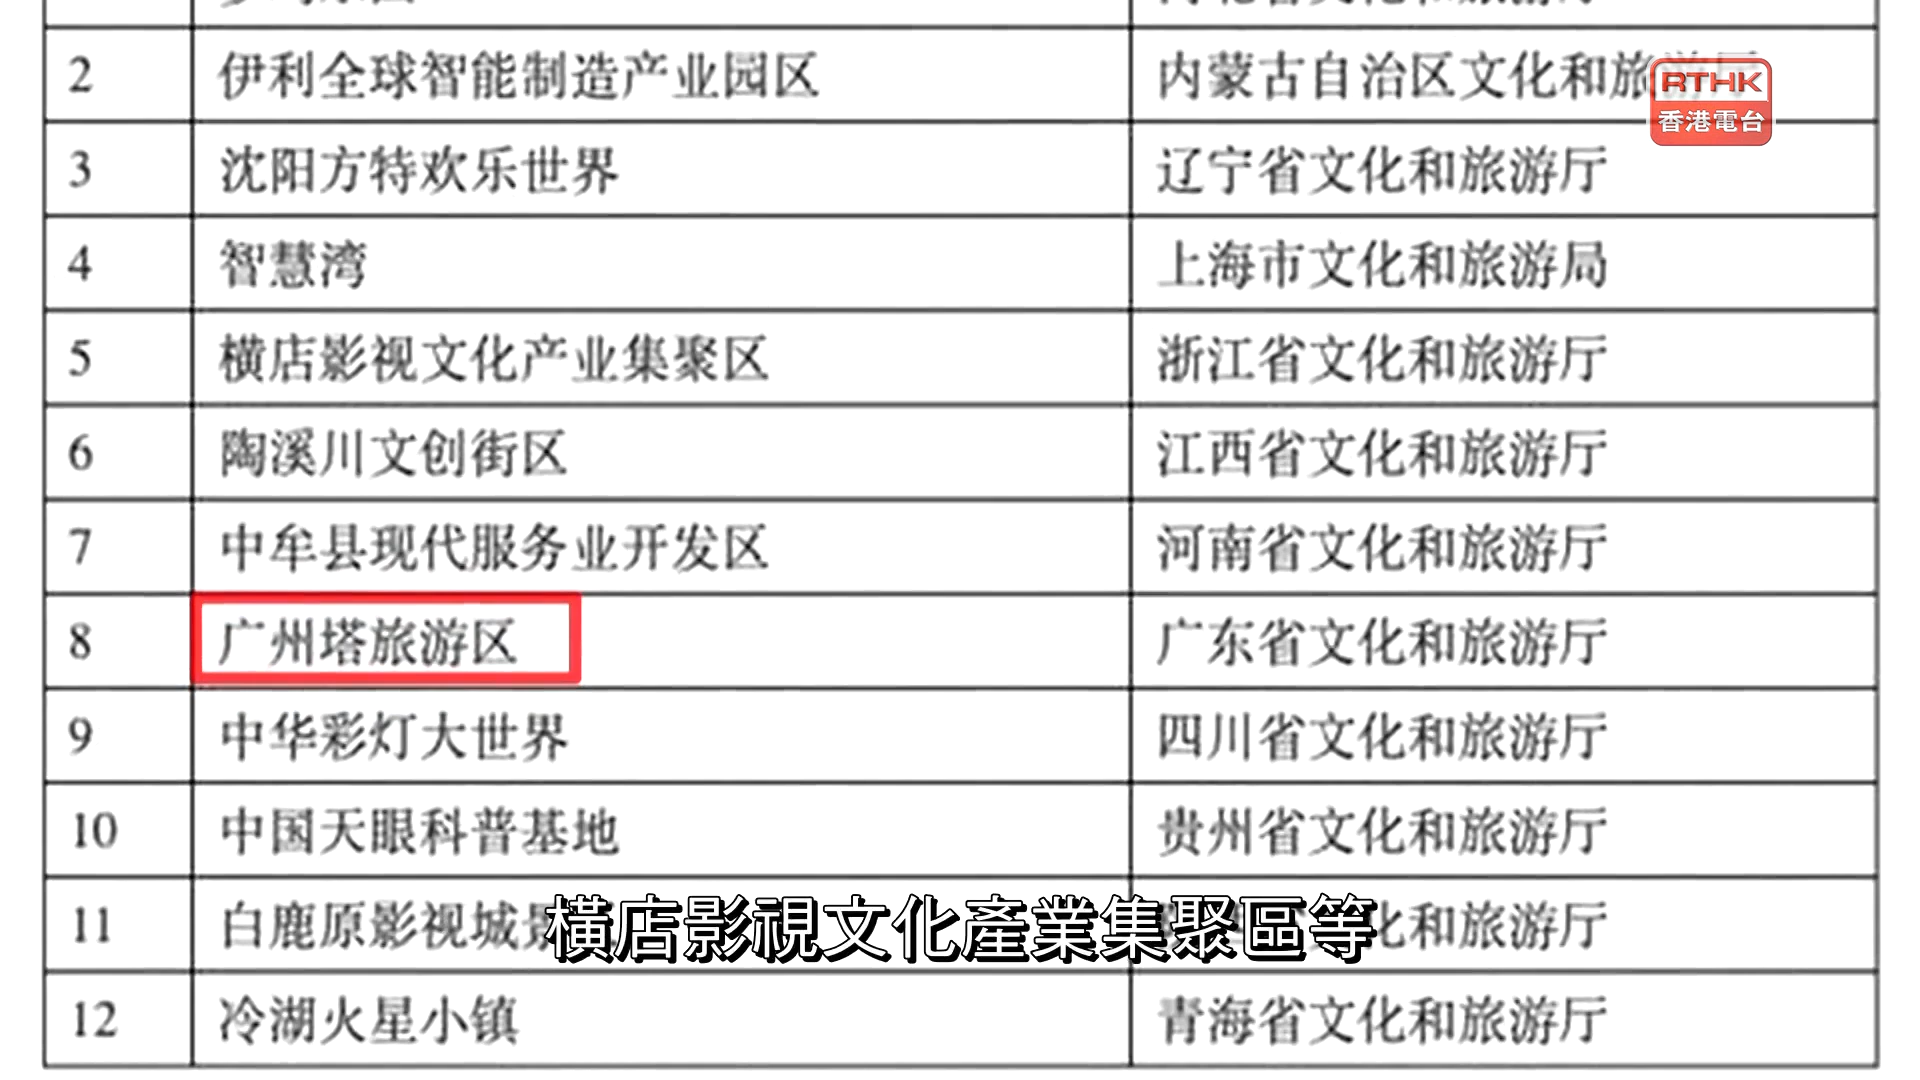 2 伊利全球智能制造产业园区 内蒙古自治区文化和旅游厅
RTHK
香港電台
3 沈阳方特欢乐世界 辽宁省文化和旅游厅
4 智慧湾 上海市文化和旅游局
5 横店影视文化产业集聚区 浙江省文化和旅游厅
6 陶溪川文创街区 江西省文化和旅游厅
7 中牟县现代服务业开发区 河南省文化和旅游厅
8 广州塔旅游区 广东省文化和旅游厅
9 中华彩灯大世界 四川省文化和旅游厅
10 中国天眼科普基地 贵州省文化和旅游厅
11 白鹿原影视城 化和旅游厅
橫店影視文化產業集聚區等
12 冷湖火星小镇 青海省文化和旅游厅